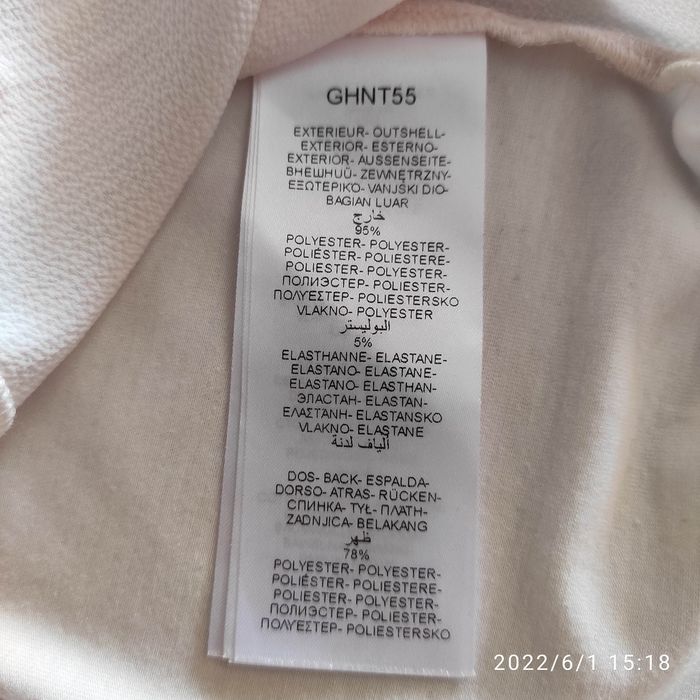 GHNT55
EXTERIEUR- OUTSHELL-
EXTERIOR- ESTERNO-
EXTERIOR- AUSSENSEITE-
ВНЕШНИЙ- ZEWNĘTRZNY-
ΕΞΩΤΕΡΙΚΟ- VANJŠKI DIO-
BAGIAN LUAR
خارج
95%
POLYESTER- POLYESTER-
POLIÉSTER- POLIESTERE-
POLIESTER- POLYESTER-
ПОЛИЭСТЕР- POLIESTER-
ΠΟΛΥΕΣΤΕΡ- POLIESTERSKO
VLAKNO- POLYESTER
البوليستر
5%
ELASTHANNE- ELASTANE-
ELASTANO- ELASTANE-
ELASTANO- ELASTHAN-
ЭЛАСТАН- ELASTAN-
ΕΛΑΣΤΑΝΗ- ELASTANSKO
VLAKNO- ELASTANE
ألياف لدنة
DOS- BACK- ESPALDA-
DORSO- ATRAS- RÜCKEN-
СПИНКА- TYŁ- ΠΛΑΤΗ-
ZADNJICA- BELAKANG
ظهر
78%
POLYESTER- POLYESTER-
POLIÉSTER- POLIESTERE-
POLIESTER- POLYESTER-
ПОЛИЭСТЕР- POLIESTER-
ΠΟΛΥΕΣΤΕΡ- POLIESTERSKO
2022/6/1 15:18